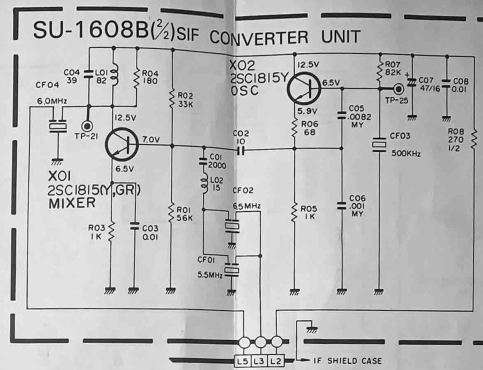 SU-1608B(2/2)SIF CONVERTER UNIT
CF04
6.0MHz
C04
39
L01
82
R04
180
TP-21
12.5V
7.0V
6.5V
X01
2SC1815(Y,GR)
MIXER
R03
1K
C03
0.01
R02
33K
R01
56K
C01
2000
L02
15
C02
10
CF02
6.5MHz
CF01
5.5MHz
X02
2SC1815Y
OSC
12.5V
6.5V
5.9V
R06
68
R05
1K
C05
.0082
MY
C06
.001
MY
R07
82K
TP-25
CF03
500KHz
C07
47/16
C08
0.01
R08
270
1/2
L5 L3 L2
IF SHIELD CASE